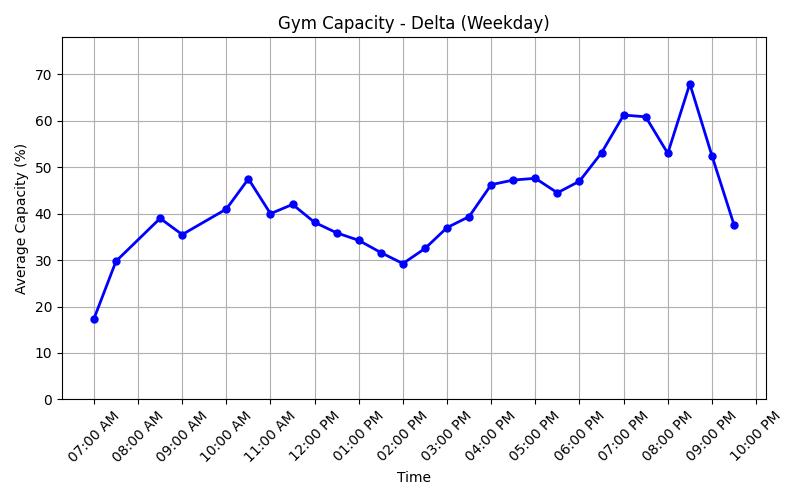 Gym Capacity - Delta (Weekday)
Average Capacity (%)
70
60
50
40
30
20
10
0
07:00 AM
08:00 AM
09:00 AM
10:00 AM
11:00 AM
12:00 PM
01:00 PM
02:00 PM
03:00 PM
04:00 PM
05:00 PM
06:00 PM
07:00 PM
08:00 PM
09:00 PM
10:00 PM
Time